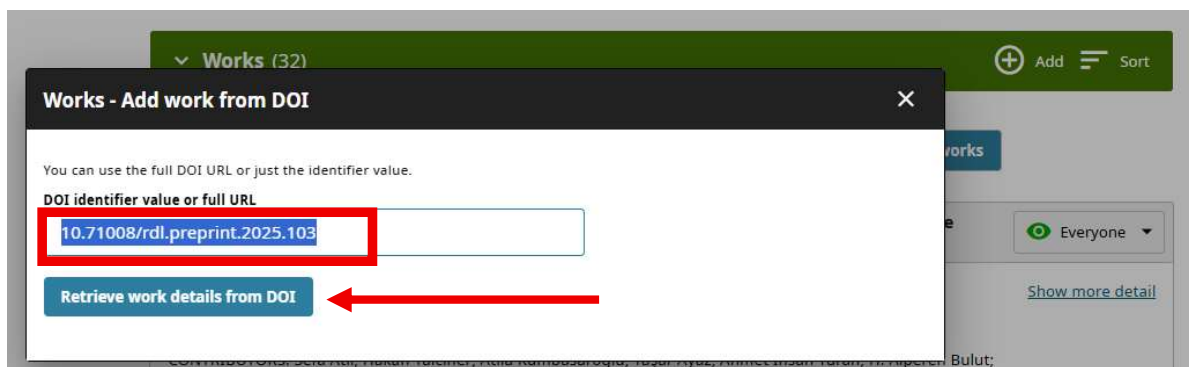 Works (32)
Add
Sort
Works - Add work from DOI
works
You can use the full DOI URL or just the identifier value.
DOI identifier value or full URL
10.71008/rdl.preprint.2025.103
e
Everyone
Retrieve work details from DOI
Show more detail
Bulut;